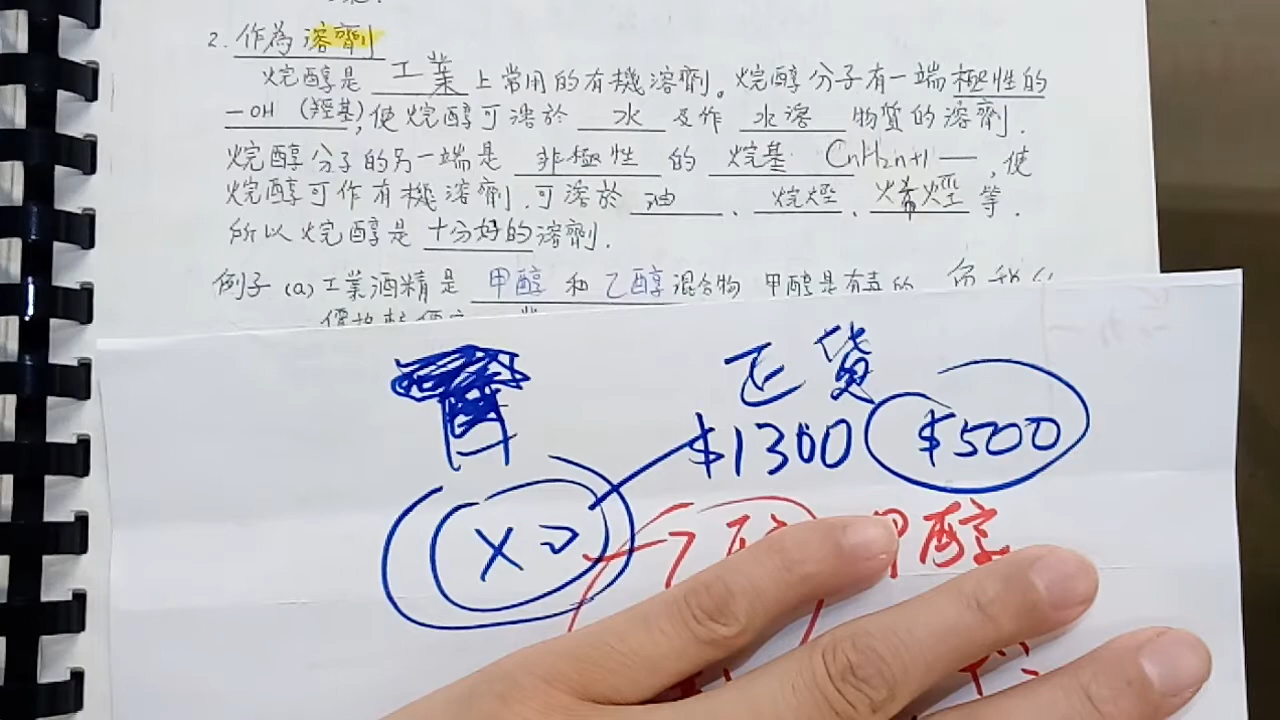 2. 作為溶劑
烷醇是 工業 上常用的有機溶劑。烷醇分子有一端極性的
—OH (羥基),使烷醇可溶於 水 及作 水溶 物質的溶劑.
烷醇分子的另一端是 非極性 的 烷基 CnH2n+1— ,使
烷醇可作有機溶劑.可溶於 油 、烷烴、烯烴 等.
所以烷醇是 十分好的溶劑.
例子 (a) 工業酒精是 甲醇 和 乙醇 混合物 甲醇是有毒的
正貨
$1300 $500
甲醇